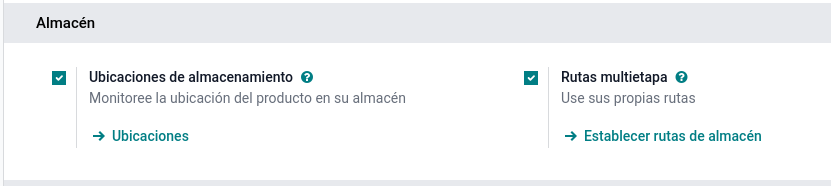 Almacén
Ubicaciones de almacenamiento ?
Monitoree la ubicación del producto en su almacén
→ Ubicaciones
Rutas multietapa ?
Use sus propias rutas
→ Establecer rutas de almacén